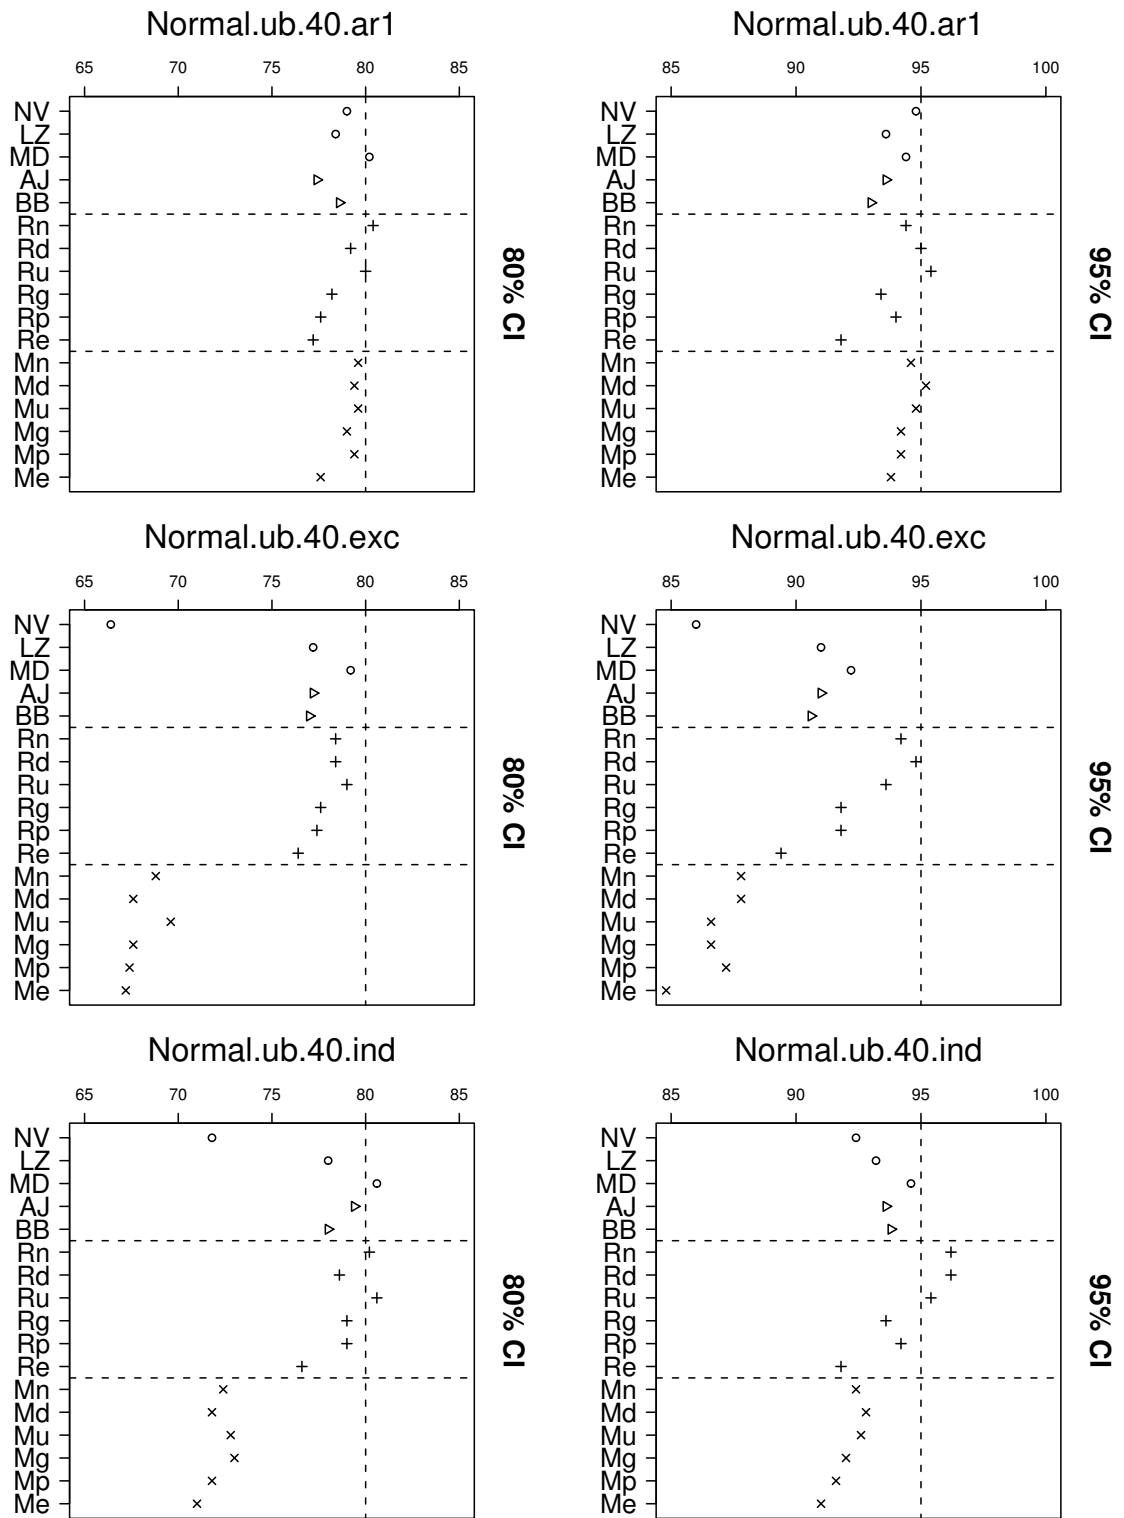 Normal.ub.40.ar1
65 70 75 80 85
NV
LZ
MD
AJ
BB
Rn
Rd
Ru
Rg
Rp
Re
Mn
Md
Mu
Mg
Mp
Me
80% CI
Normal.ub.40.ar1
85 90 95 100
NV
LZ
MD
AJ
BB
Rn
Rd
Ru
Rg
Rp
Re
Mn
Md
Mu
Mg
Mp
Me
95% CI
Normal.ub.40.exc
65 70 75 80 85
NV
LZ
MD
AJ
BB
Rn
Rd
Ru
Rg
Rp
Re
Mn
Md
Mu
Mg
Mp
Me
80% CI
Normal.ub.40.exc
85 90 95 100
NV
LZ
MD
AJ
BB
Rn
Rd
Ru
Rg
Rp
Re
Mn
Md
Mu
Mg
Mp
Me
95% CI
Normal.ub.40.ind
65 70 75 80 85
NV
LZ
MD
AJ
BB
Rn
Rd
Ru
Rg
Rp
Re
Mn
Md
Mu
Mg
Mp
Me
80% CI
Normal.ub.40.ind
85 90 95 100
NV
LZ
MD
AJ
BB
Rn
Rd
Ru
Rg
Rp
Re
Mn
Md
Mu
Mg
Mp
Me
95% CI